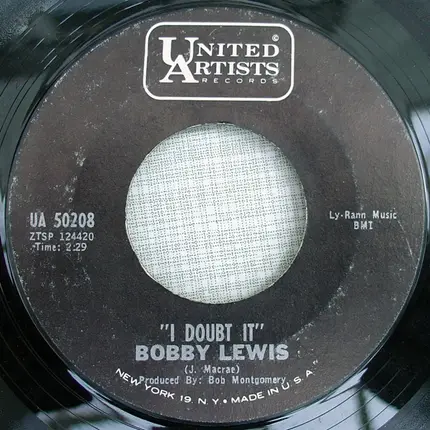 UNITED ©
ARTISTS
RECORDS
UA 50208
ZTSP 124420
Time: 2:29
Ly-Rann Music
BMI
"I DOUBT IT"
BOBBY LEWIS
(J. Macrae)
Produced By: Bob Montgomery
NEW YORK 19, N.Y. • MADE IN U.S.A.